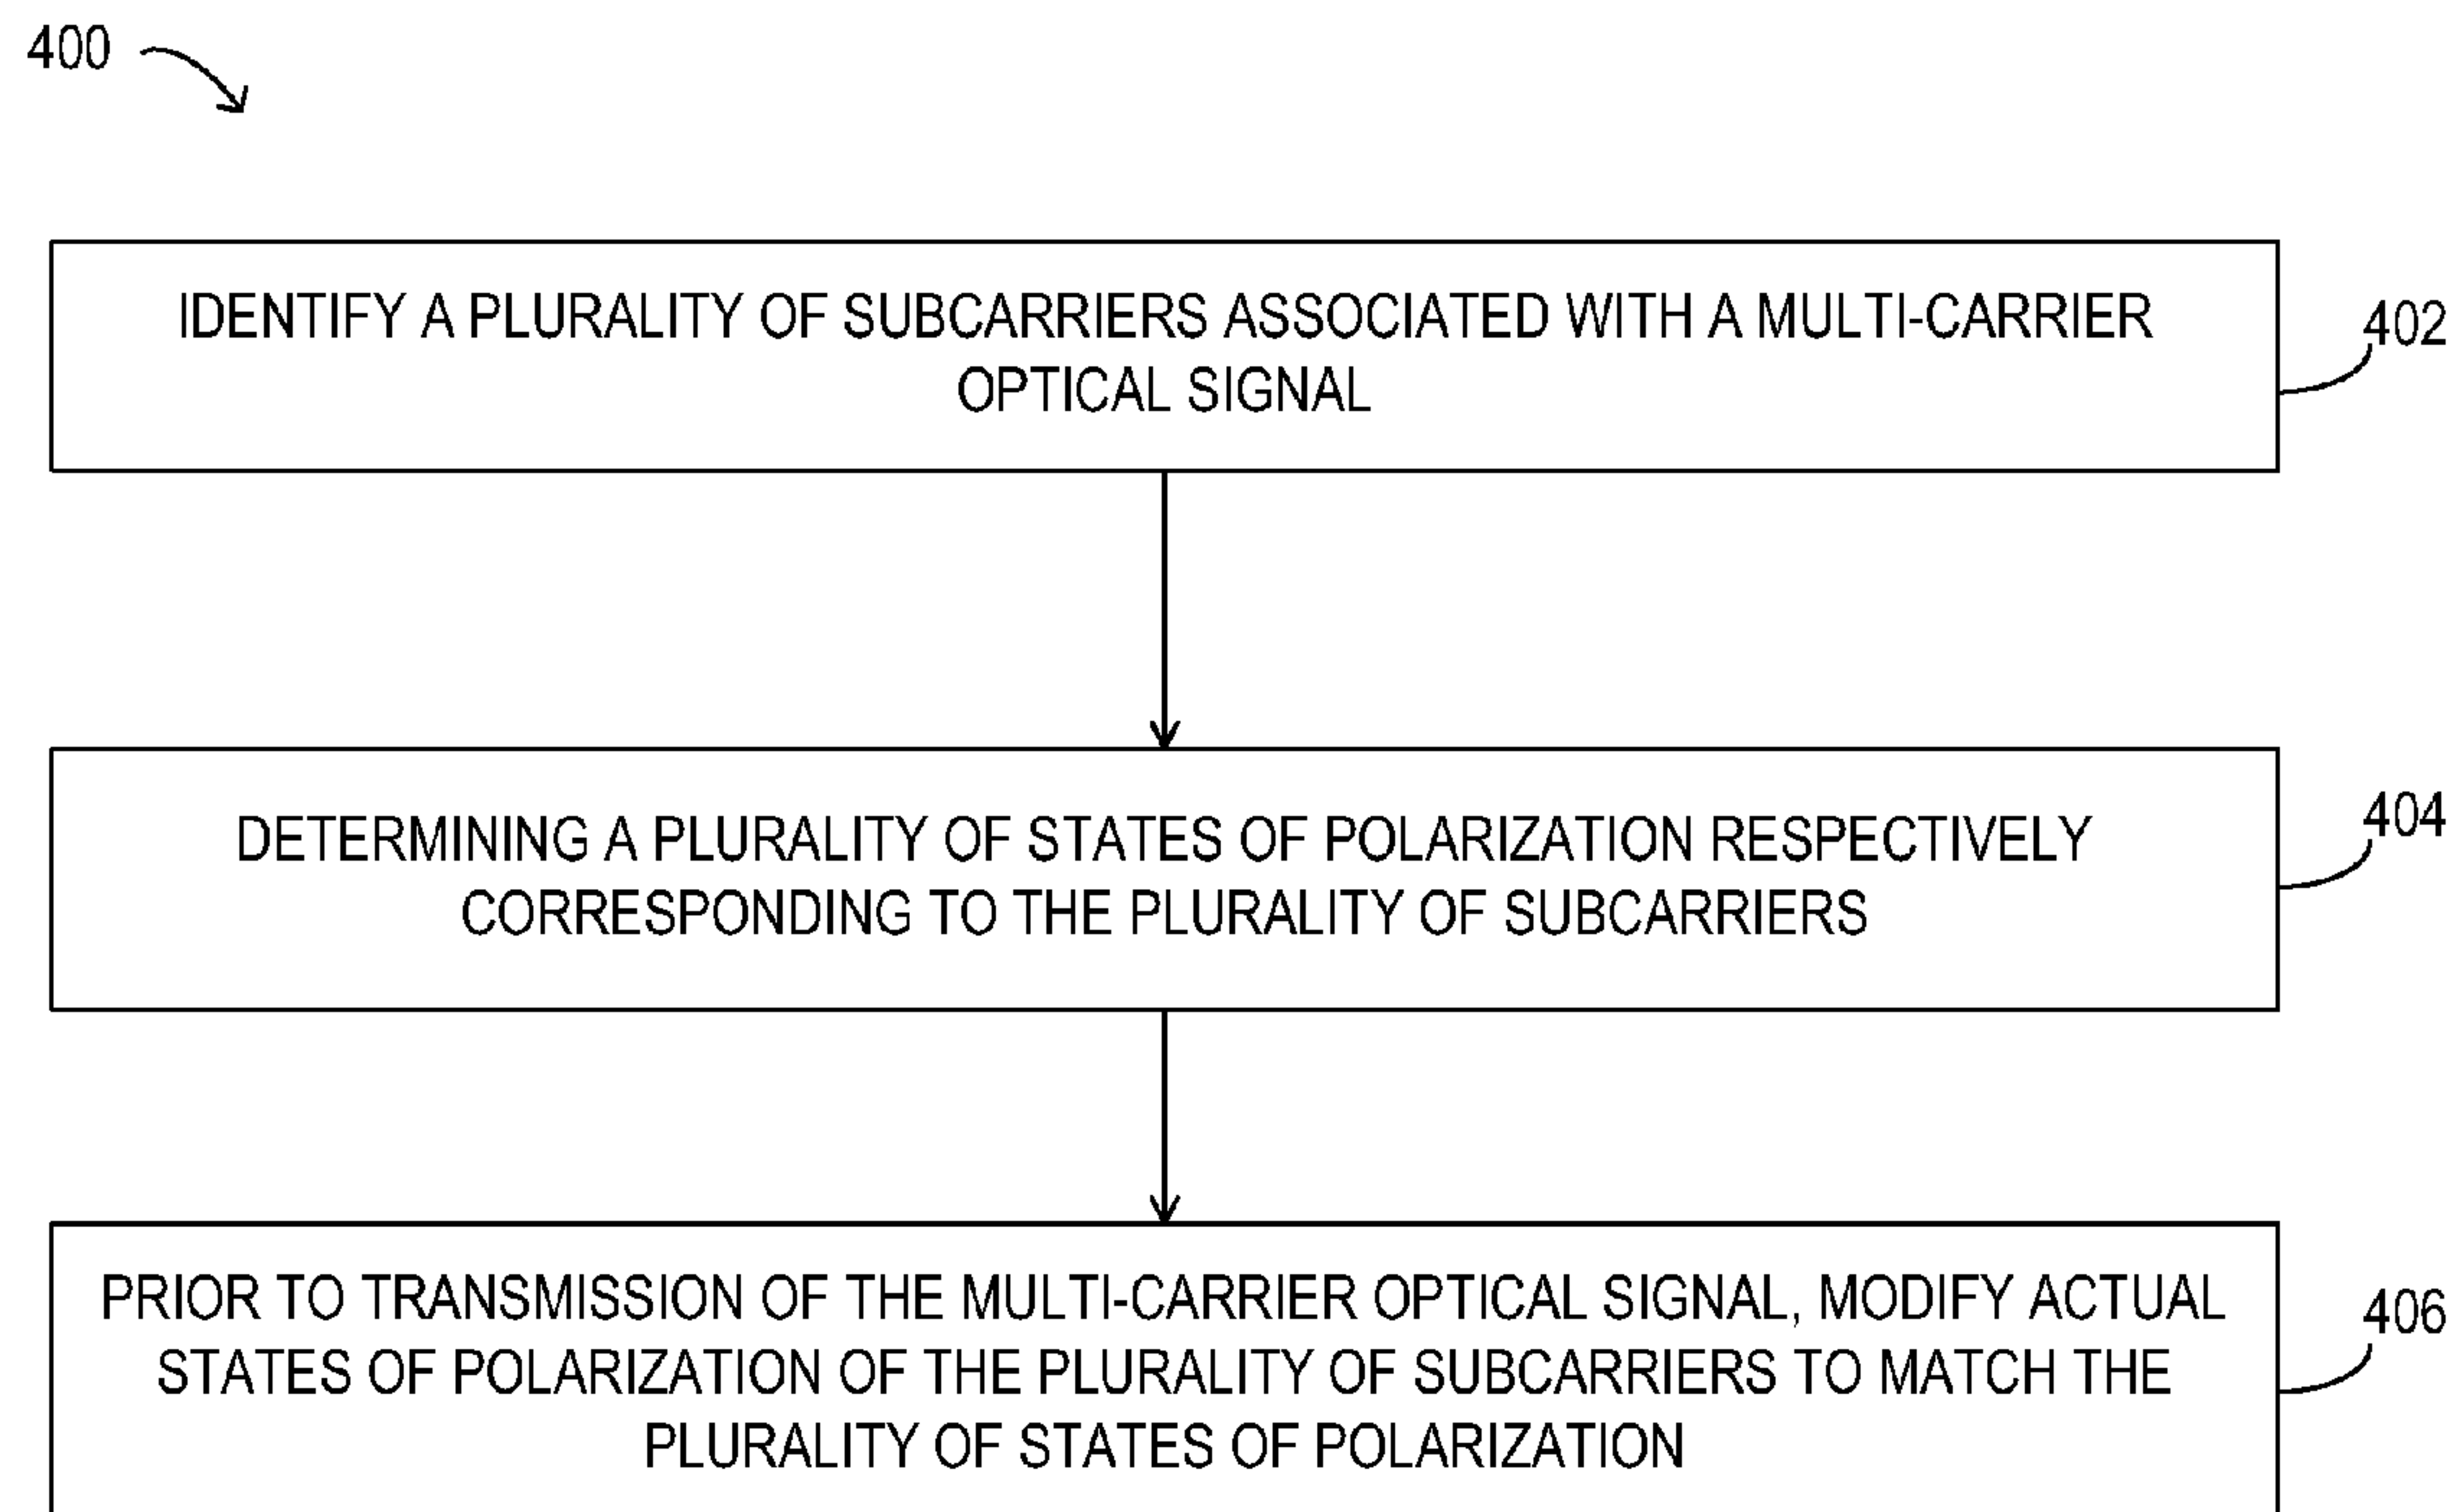 400
IDENTIFY A PLURALITY OF SUBCARRIERS ASSOCIATED WITH A MULTI-CARRIER
OPTICAL SIGNAL
402
DETERMINING A PLURALITY OF STATES OF POLARIZATION RESPECTIVELY
CORRESPONDING TO THE PLURALITY OF SUBCARRIERS
404
PRIOR TO TRANSMISSION OF THE MULTI-CARRIER OPTICAL SIGNAL, MODIFY ACTUAL
STATES OF POLARIZATION OF THE PLURALITY OF SUBCARRIERS TO MATCH THE
PLURALITY OF STATES OF POLARIZATION
406